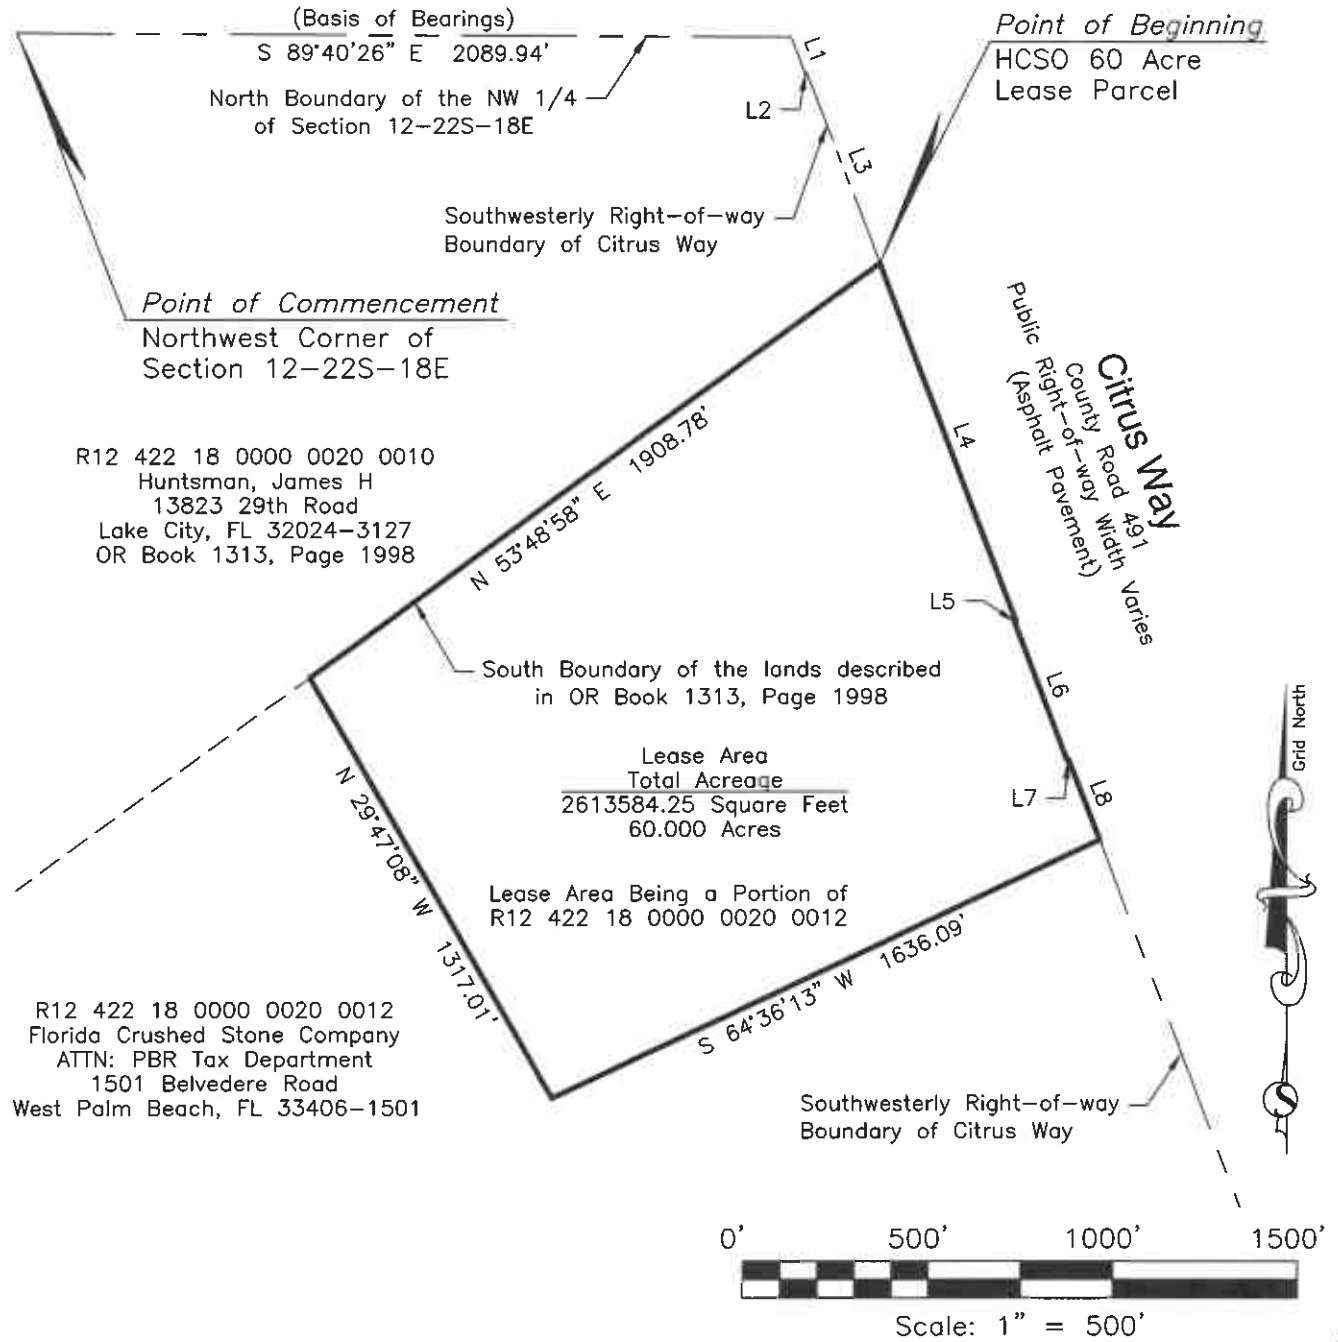 (Basis of Bearings)
S 89°40'26" E 2089.94'
North Boundary of the NW 1/4
of Section 12-22S-18E
L1
L2
L3
Point of Beginning
HCSO 60 Acre
Lease Parcel
Southwesterly Right-of-way
Boundary of Citrus Way
Point of Commencement
Northwest Corner of
Section 12-22S-18E
Citrus Way
County Road 491
Public Right-of-way Width Varies
(Asphalt Pavement)
R12 422 18 0000 0020 0010
Huntsman, James H
13823 29th Road
Lake City, FL 32024-3127
OR Book 1313, Page 1998
N 53°48'58" E 1908.78'
L4
L5
L6
L7
L8
South Boundary of the lands described
in OR Book 1313, Page 1998
Lease Area
Total Acreage
2613584.25 Square Feet
60.000 Acres
Lease Area Being a Portion of
R12 422 18 0000 0020 0012
N 29°47'08" W 1317.01'
S 64°36'13" W 1636.09'
Grid North
S
R12 422 18 0000 0020 0012
Florida Crushed Stone Company
ATTN: PBR Tax Department
1501 Belvedere Road
West Palm Beach, FL 33406-1501
Southwesterly Right-of-way
Boundary of Citrus Way
0' 500' 1000' 1500'
Scale: 1" = 500'